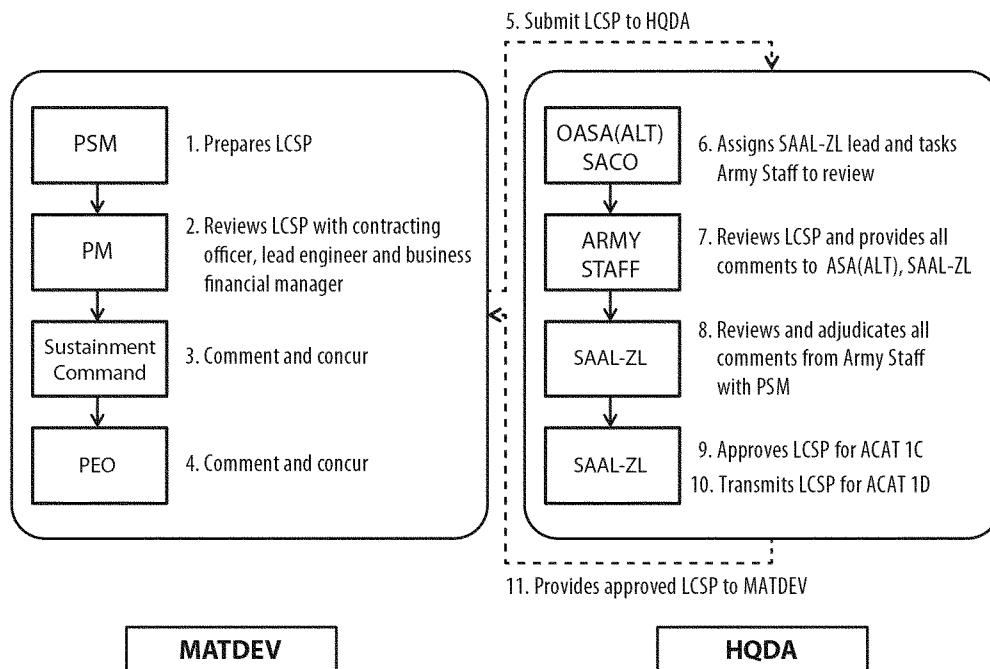 5. Submit LCSP to HQDA
PSM
1. Prepares LCSP
PM
2. Reviews LCSP with contracting
officer, lead engineer and business
financial manager
Sustainment
Command
3. Comment and concur
PEO
4. Comment and concur
OASA(ALT)
SACO
6. Assigns SAAL-ZL lead and tasks
Army Staff to review
ARMY
STAFF
7. Reviews LCSP and provides all
comments to ASA(ALT), SAAL-ZL
SAAL-ZL
8. Reviews and adjudicates all
comments from Army Staff
with PSM
SAAL-ZL
9. Approves LCSP for ACAT 1C
10. Transmits LCSP for ACAT 1D
11. Provides approved LCSP to MATDEV
MATDEV
HQDA